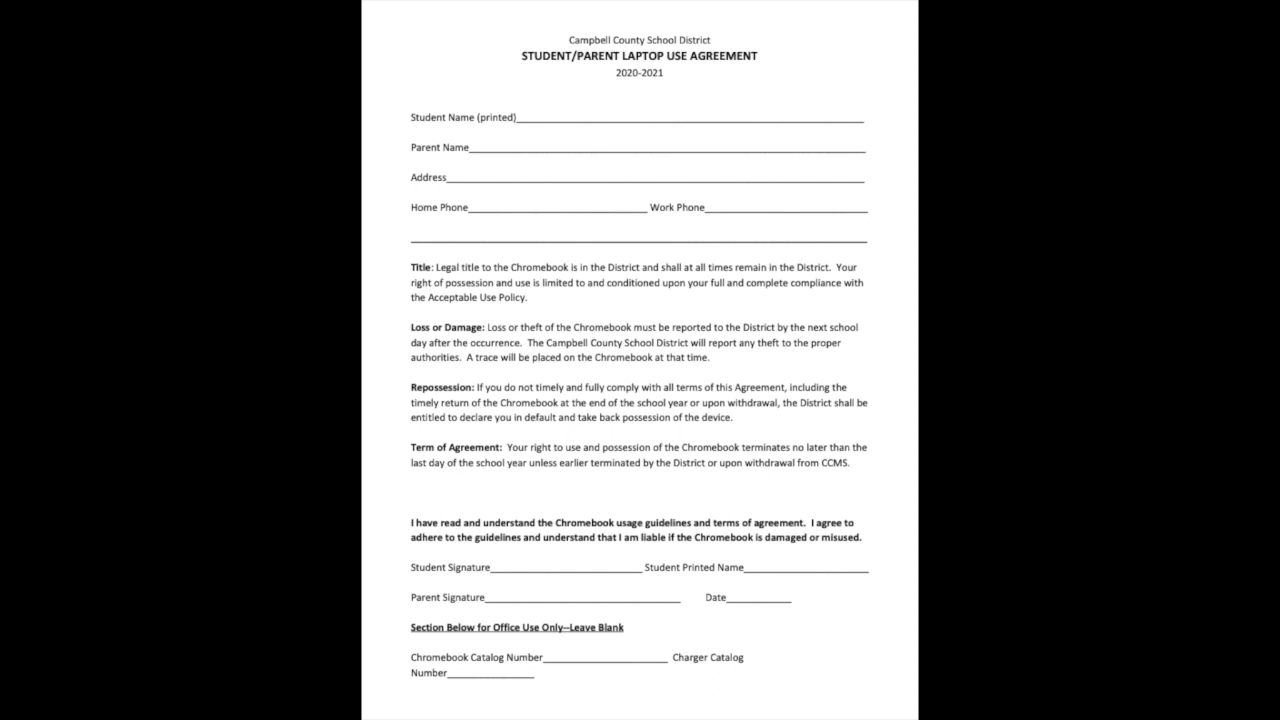 Campbell County School District
STUDENT/PARENT LAPTOP USE AGREEMENT
2020-2021
Student Name (printed)
Parent Name
Address
Home Phone Work Phone
Title: Legal title to the Chromebook is in the District and shall at all times remain in the District. Your
right of possession and use is limited to and conditioned upon your full and complete compliance with
the Acceptable Use Policy.
Loss or Damage: Loss or theft of the Chromebook must be reported to the District by the next school
day after the occurrence. The Campbell County School District will report any theft to the proper
authorities. A trace will be placed on the Chromebook at that time.
Repossession: If you do not timely and fully comply with all terms of this Agreement, including the
timely return of the Chromebook at the end of the school year or upon withdrawal, the District shall be
entitled to declare you in default and take back possession of the device.
Term of Agreement: Your right to use and possession of the Chromebook terminates no later than the
last day of the school year unless earlier terminated by the District or upon withdrawal from CCMS.
I have read and understand the Chromebook usage guidelines and terms of agreement. I agree to
adhere to the guidelines and understand that I am liable if the Chromebook is damaged or misused.
Student Signature Student Printed Name
Parent Signature Date
Section Below for Office Use Only--Leave Blank
Chromebook Catalog Number Charger Catalog
Number